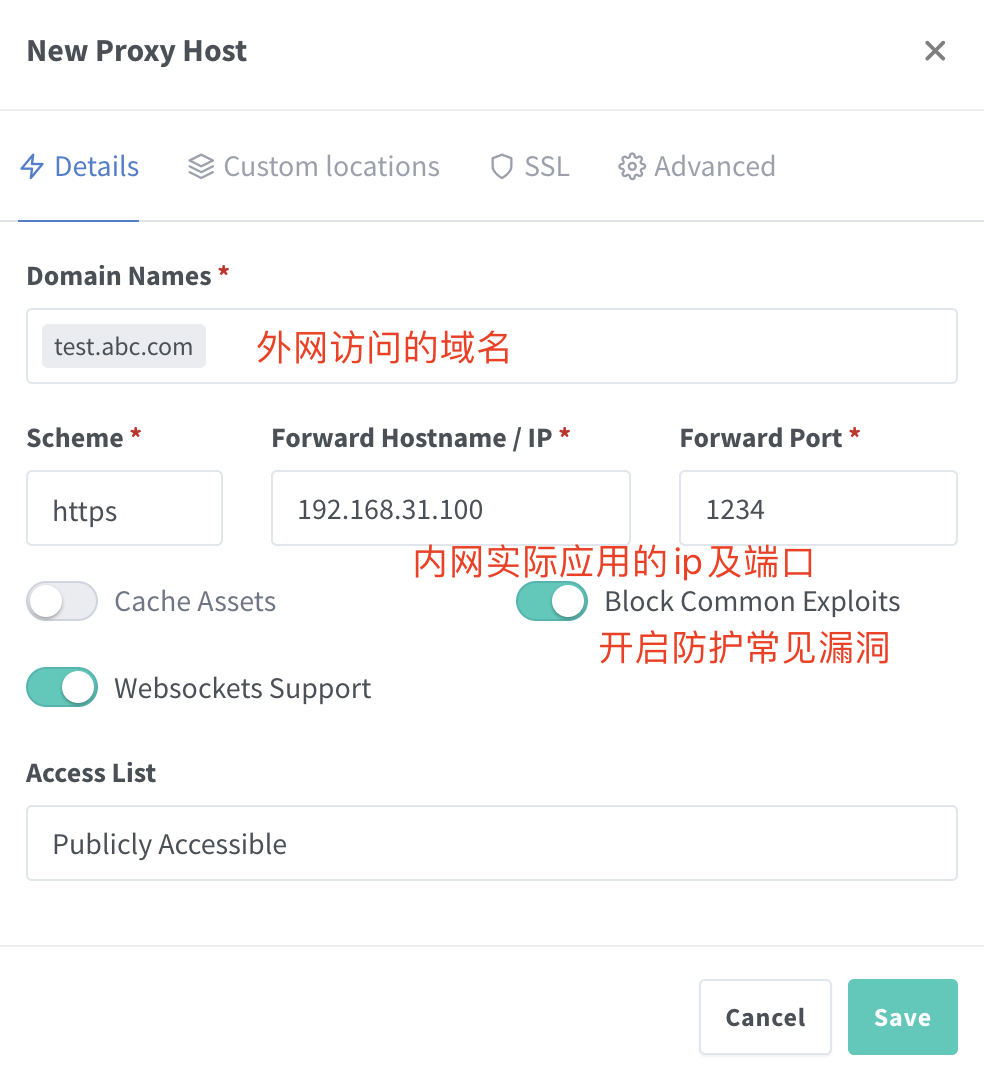 New Proxy Host
Details Custom locations SSL Advanced
Domain Names *
test.abc.com 外网访问的域名
Scheme * Forward Hostname / IP * Forward Port *
https 192.168.31.100 1234
内网实际应用的ip及端口
Cache Assets Block Common Exploits
开启防护常见漏洞
Websockets Support
Access List
Publicly Accessible
Cancel Save